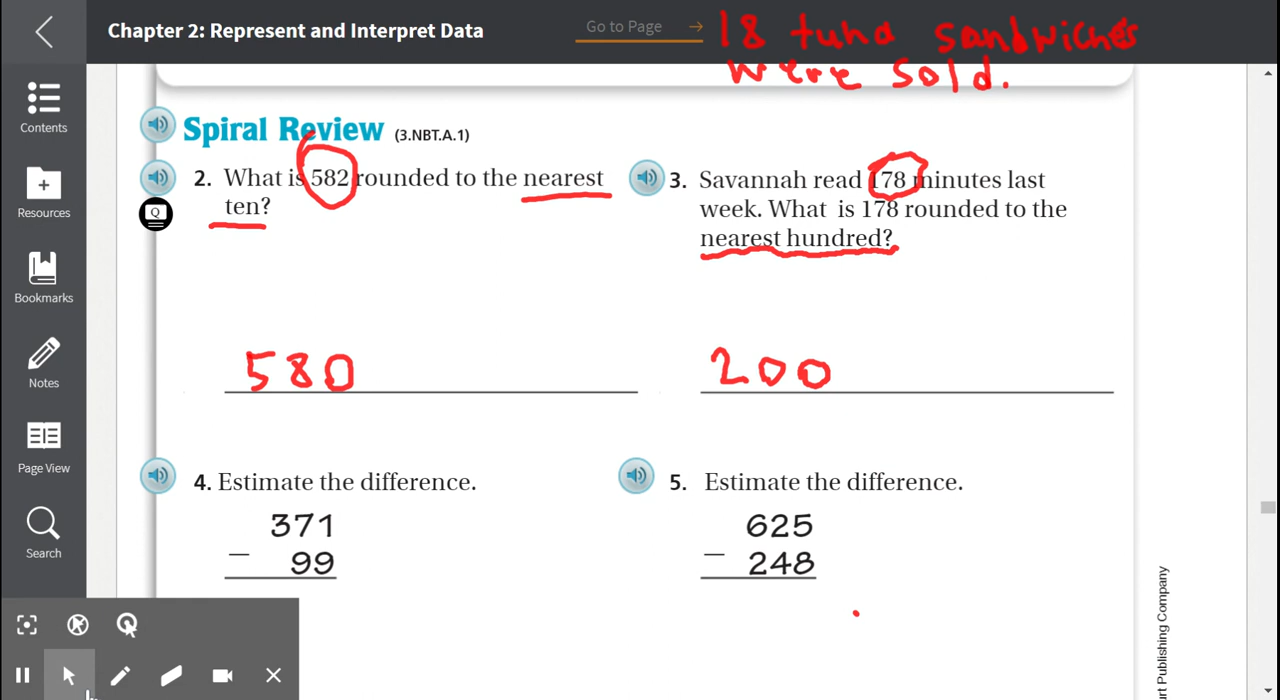 Chapter 2: Represent and Interpret Data
Go to Page →
18 tuna sandwiches
were sold.
Contents
Resources
Bookmarks
Notes
Page View
Search
Spiral Review (3.NBT.A.1)
2. What is 582 rounded to the nearest
ten?
Q
580
3. Savannah read 178 minutes last
week. What is 178 rounded to the
nearest hundred?
200
4. Estimate the difference.
371
− 99
5. Estimate the difference.
625
− 248
urt Publishing Company